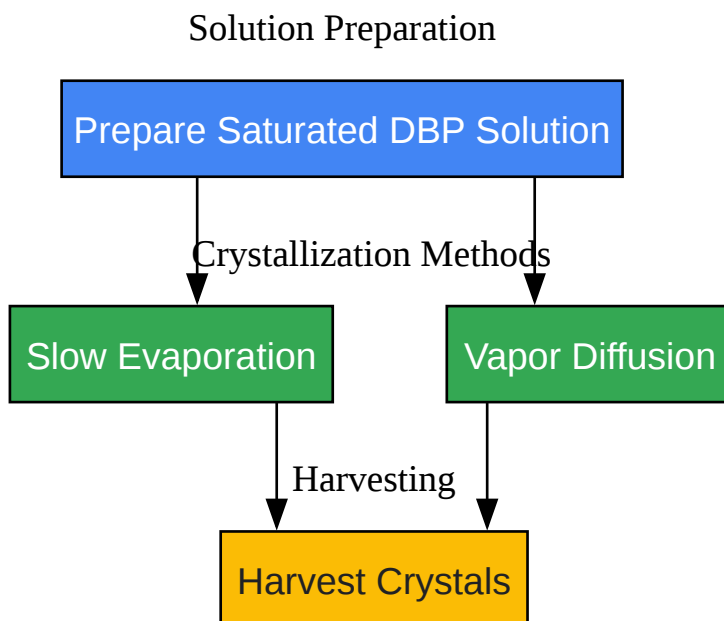 Solution Preparation
Prepare Saturated DBP Solution
Crystallization Methods
Slow Evaporation
Vapor Diffusion
Harvesting
Harvest Crystals